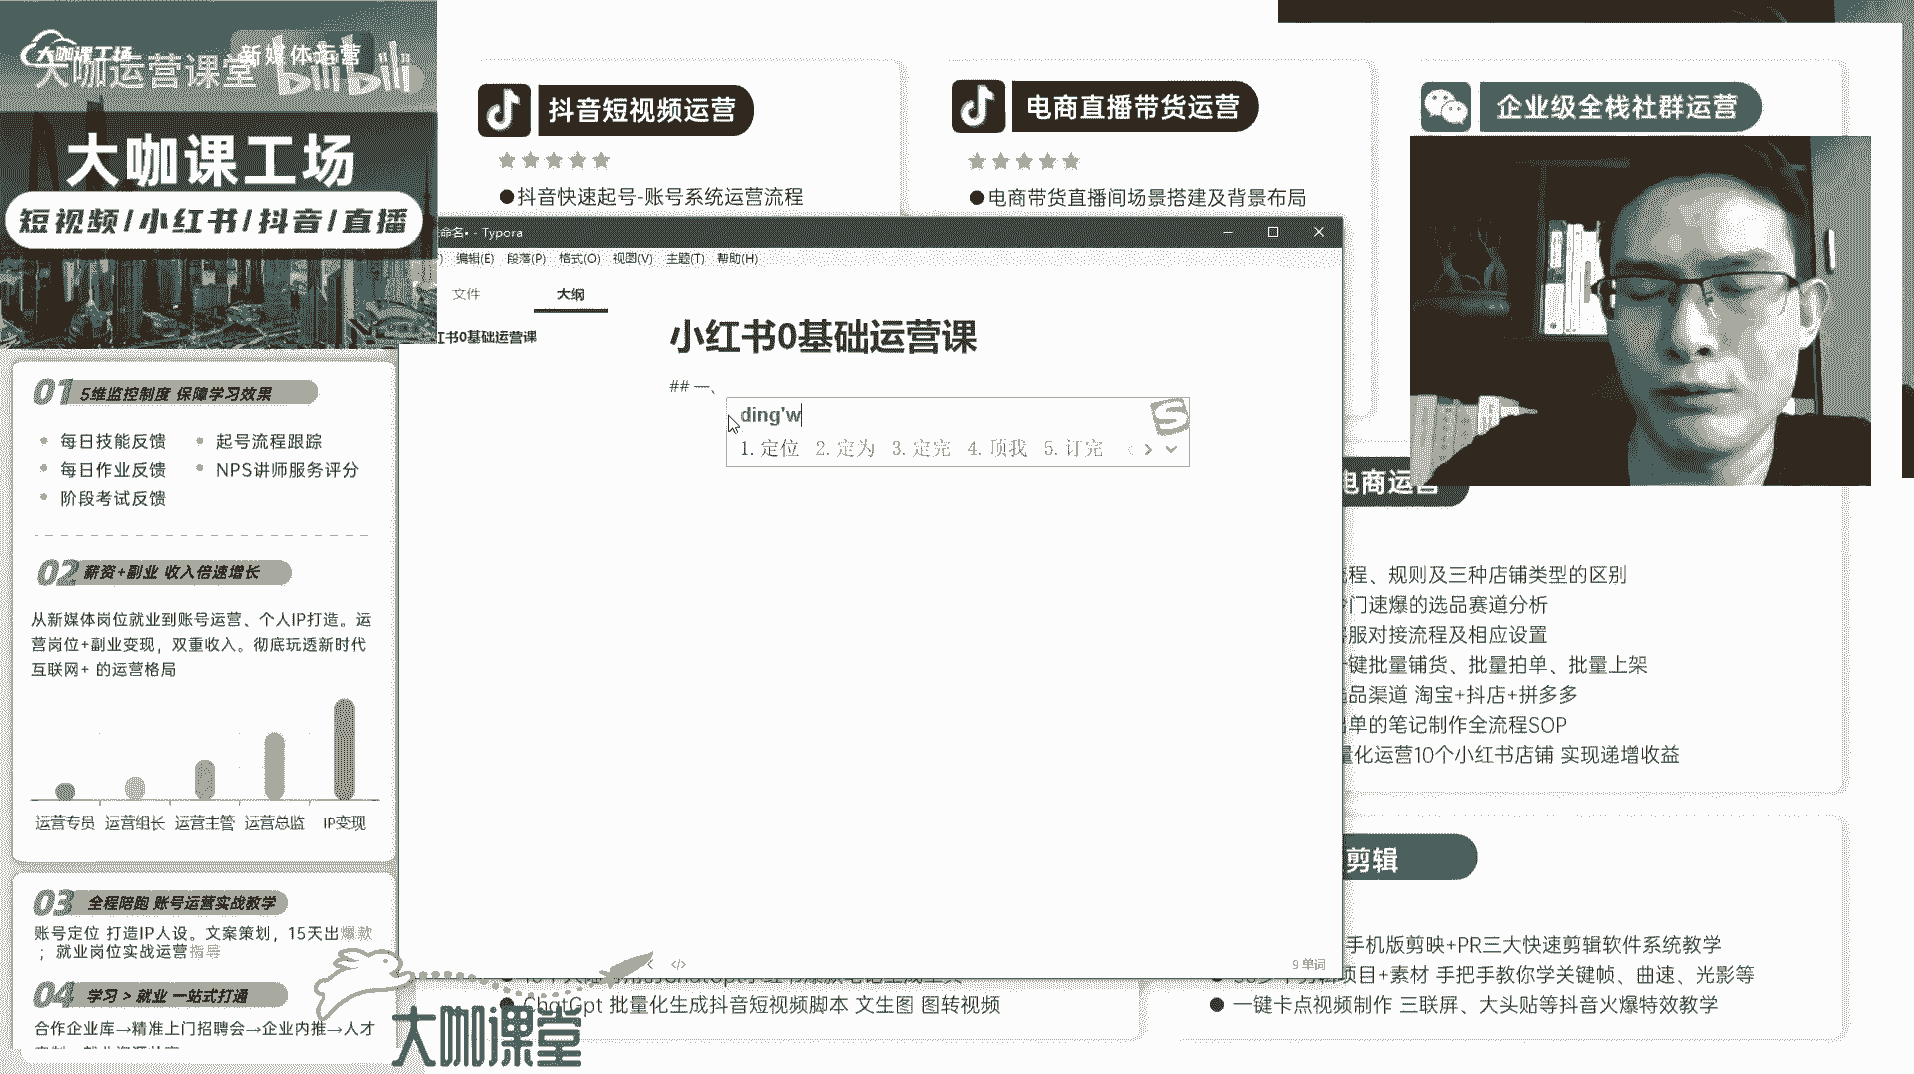 大咖课工场
新媒体运营
大咖运营课堂 bilibili
大咖课工场
短视频/小红书/抖音/直播
01 5维监控制度 保障学习效果
每日技能反馈
起号流程跟踪
每日作业反馈
NPS讲师服务评分
阶段考试反馈
02 薪资+副业 收入倍速增长
从新媒体岗位就业到账号运营、个人IP打造。运
营岗位+副业变现，双重收入。彻底玩透新时代
互联网+ 的运营格局
运营专员 运营组长 运营主管 运营总监 IP变现
03 全程陪跑 账号运营实战教学
账号定位 打造IP人设。文案策划，15天出爆款
；就业岗位实战运营指导
04 学习 > 就业 一站式打通
合作企业库→精准上门招聘会→企业内推→人才
大咖课堂
抖音短视频运营
●抖音快速起号-账号系统运营流程
电商直播带货运营
●电商带货直播间场景搭建及背景布局
企业级全栈社群运营
命名• - Typora
编辑(E) 段落(P) 格式(O) 视图(V) 主题(T) 帮助(H)
文件 大纲
红书0基础运营课
小红书0基础运营课
## 一、
ding'w
1. 定位 2. 定为 3. 定完 4. 顶我 5. 订完
</>
9 单词
电商运营
流程、规则及三种店铺类型的区别
门速爆的选品赛道分析
客服对接流程及相应设置
一键批量铺货、批量拍单、批量上架
选品渠道 淘宝+抖店+拼多多
出单的笔记制作全流程SOP
量化运营10个小红书店铺 实现递增收益
剪辑
手机版剪映+PR三大快速剪辑软件系统教学
项目+素材 手把手教你学关键帧、曲速、光影等
● 一键卡点视频制作 三联屏、大头贴等抖音火爆特效教学
● ChatGpt 批量化生成抖音短视频脚本 文生图 图转视频